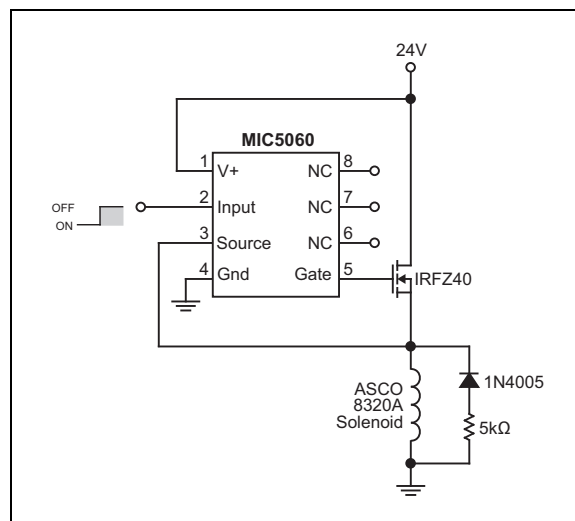 24V
MIC5060
1
V+
NC
8
OFF
ON
2
Input
NC
7
3
Source
NC
6
4
Gnd
Gate
5
IRFZ40
ASCO
8320A
Solenoid
1N4005
5kΩ